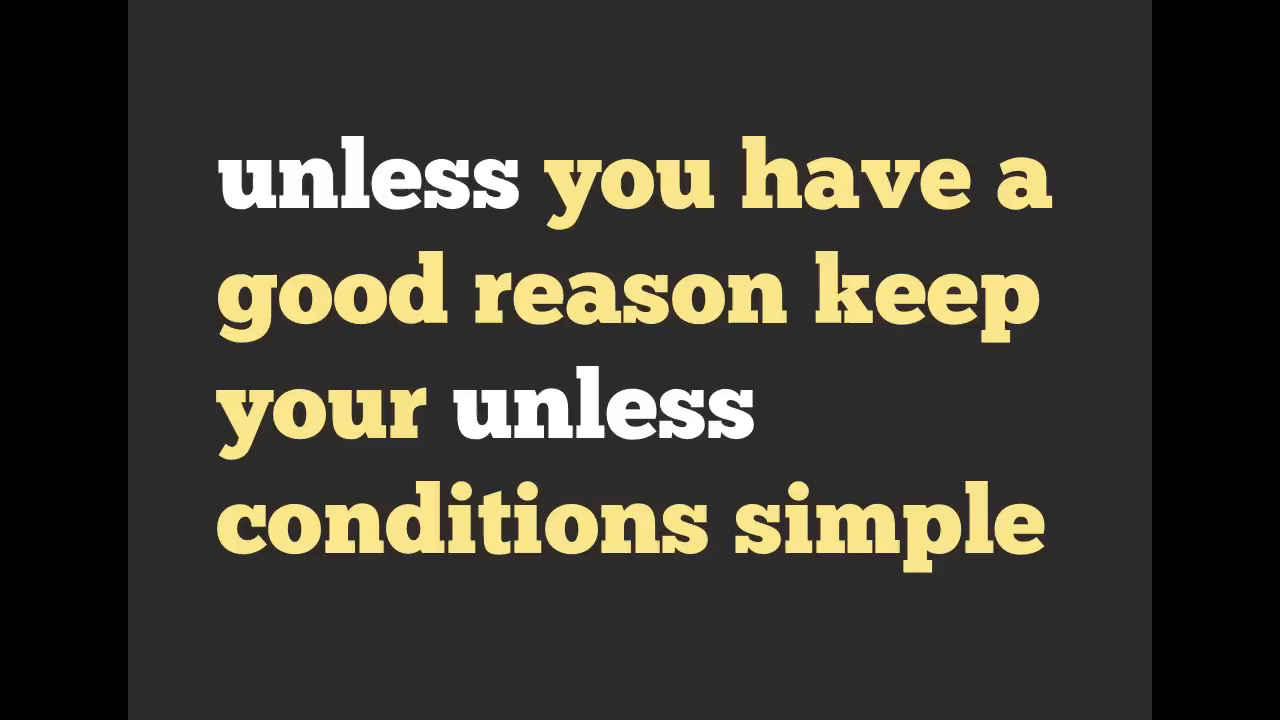 unless you have a
good reason keep
your unless
conditions simple